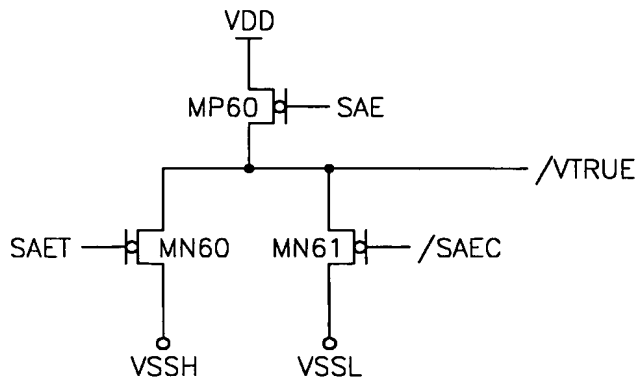 VDD
MP60 SAE
/VTRUE
SAET MN60 MN61 /SAEC
VSSH VSSL